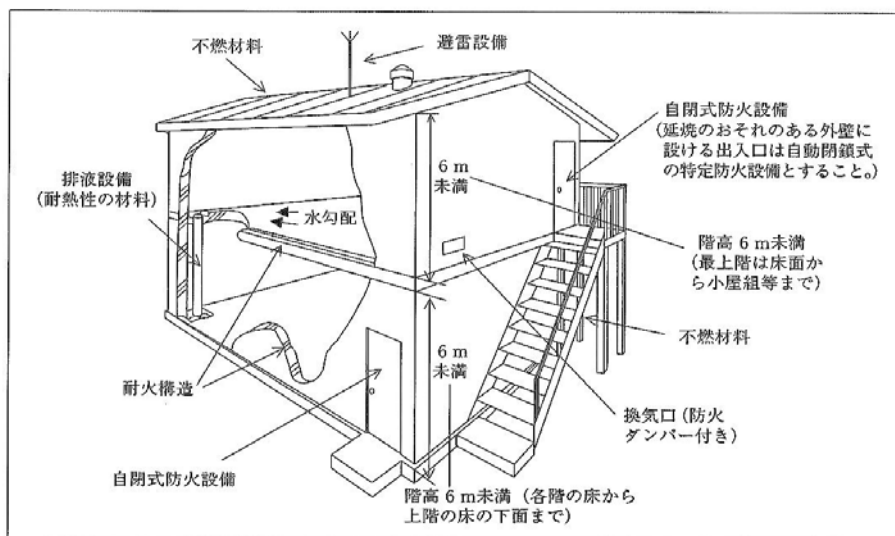 不燃材料
避雷設備
自閉式防火設備
(延焼のおそれのある外壁に
設ける出入口は自動閉鎖式
の特定防火設備とすること。)
排液設備
(耐熱性の材料)
6 m
未満
水勾配
階高 6 m未満
(最上階は床面か
ら小屋組等まで)
不燃材料
6 m
未満
耐火構造
換気口(防火
ダンパー付き)
自閉式防火設備
階高 6 m未満 (各階の床から
上階の床の下面まで)